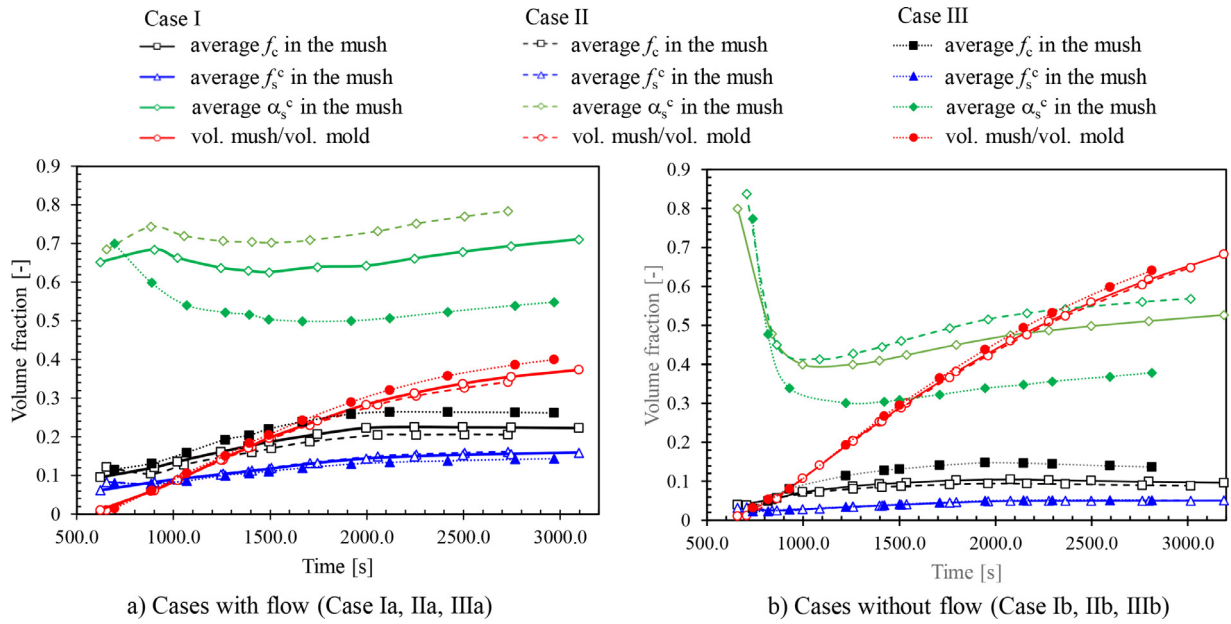 Case I
average fc in the mush
average fsc in the mush
average αsc in the mush
vol. mush/vol. mold
Case II
average fc in the mush
average fsc in the mush
average αsc in the mush
vol. mush/vol. mold
Case III
average fc in the mush
average fsc in the mush
average αsc in the mush
vol. mush/vol. mold
Volume fraction [-]
0.9
0.8
0.7
0.6
0.5
0.4
0.3
0.2
0.1
0
500.0 1000.0 1500.0 2000.0 2500.0 3000.0
Time [s]
a) Cases with flow (Case Ia, IIa, IIIa)
Volume fraction [-]
0.9
0.8
0.7
0.6
0.5
0.4
0.3
0.2
0.1
0
500.0 1000.0 1500.0 2000.0 2500.0 3000.0
Time [s]
b) Cases without flow (Case Ib, IIb, IIIb)